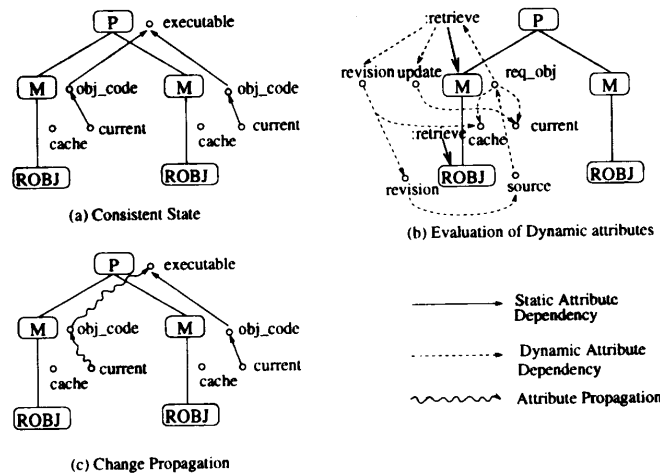 P
executable
M
obj_code
M
obj_code
cache
current
cache
current
ROBJ
ROBJ
(a) Consistent State
:retrieve
P
revision
update
req_obj
M
M
:retrieve
cache
current
ROBJ
ROBJ
revision
source
(b) Evaluation of Dynamic attributes
P
executable
M
obj_code
M
obj_code
cache
current
cache
current
ROBJ
ROBJ
(c) Change Propagation
Static Attribute
Dependency
Dynamic Attribute
Dependency
Attribute Propagation